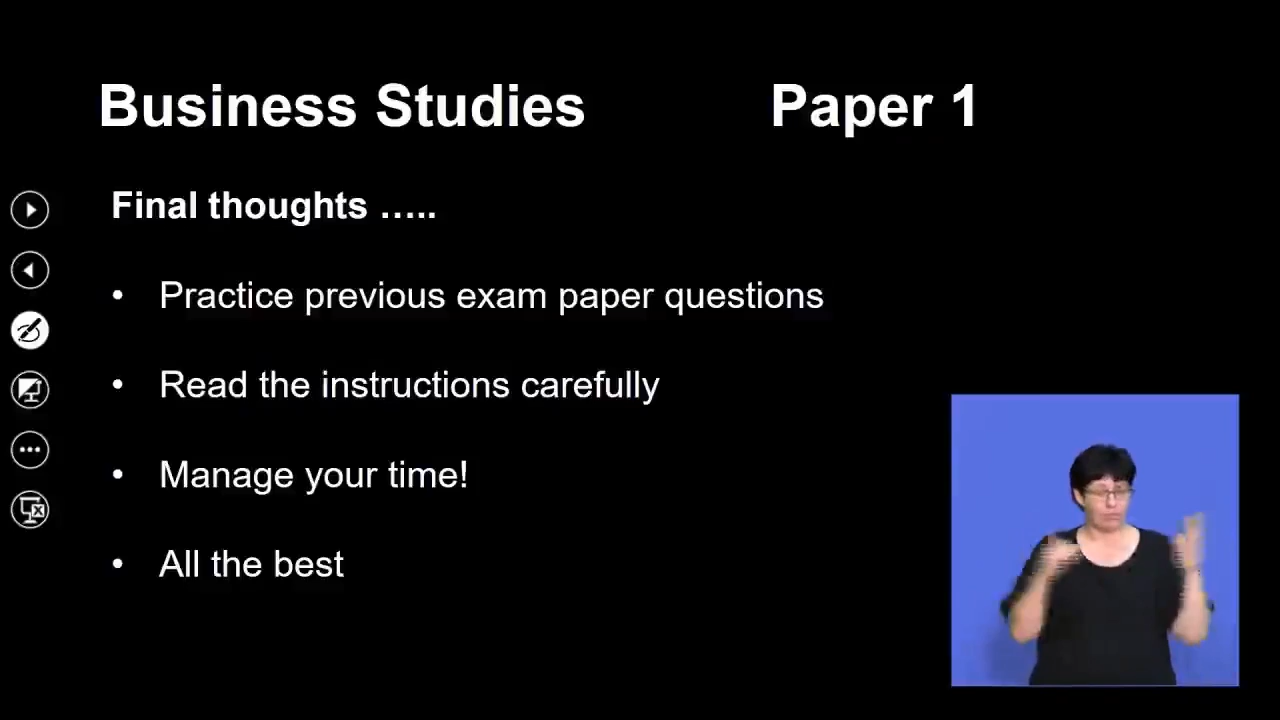 Business Studies Paper 1
Final thoughts …..
• Practice previous exam paper questions
• Read the instructions carefully
• Manage your time!
• All the best